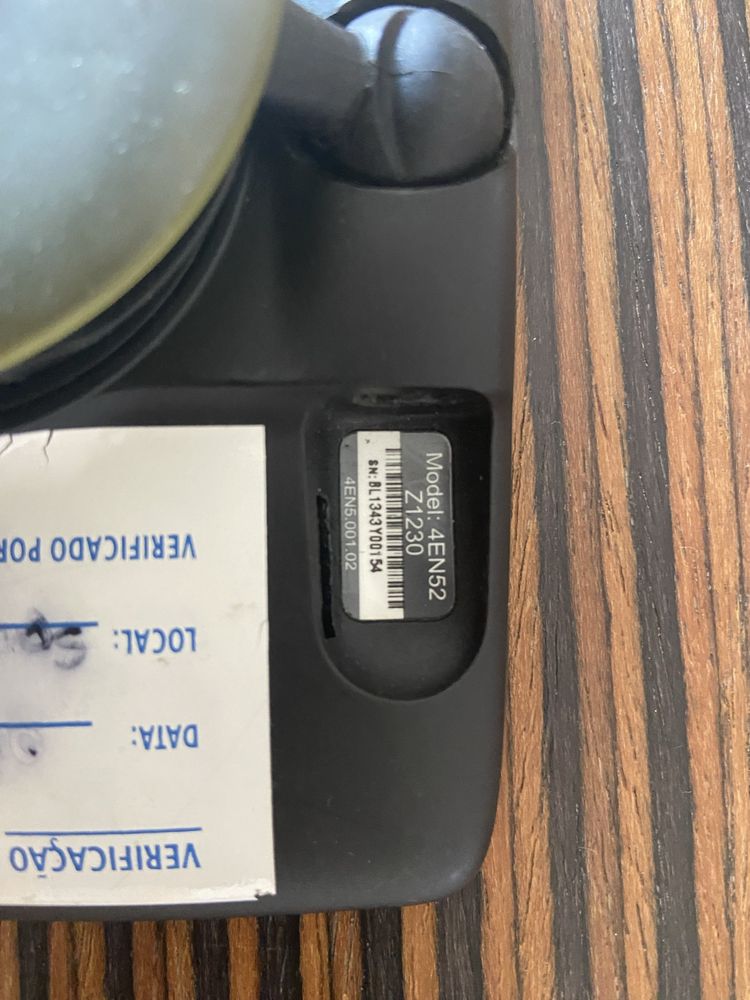 Model: 4EN52
Z1230
SN:BL1343Y00154
4EN5.001.02
VERIFICAÇÃO
DATA:
LOCAL:
VERIFICADO POR